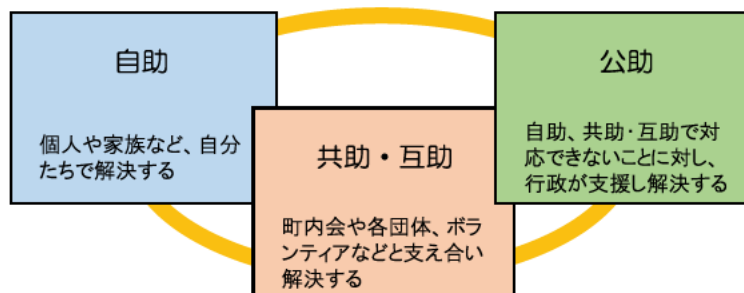 自助
個人や家族など、自分
たちで解決する
共助・互助
町内会や各団体、ボラ
ンティアなどと支え合い
解決する
公助
自助、共助・互助で対
応できないことに対し、
行政が支援し解決する